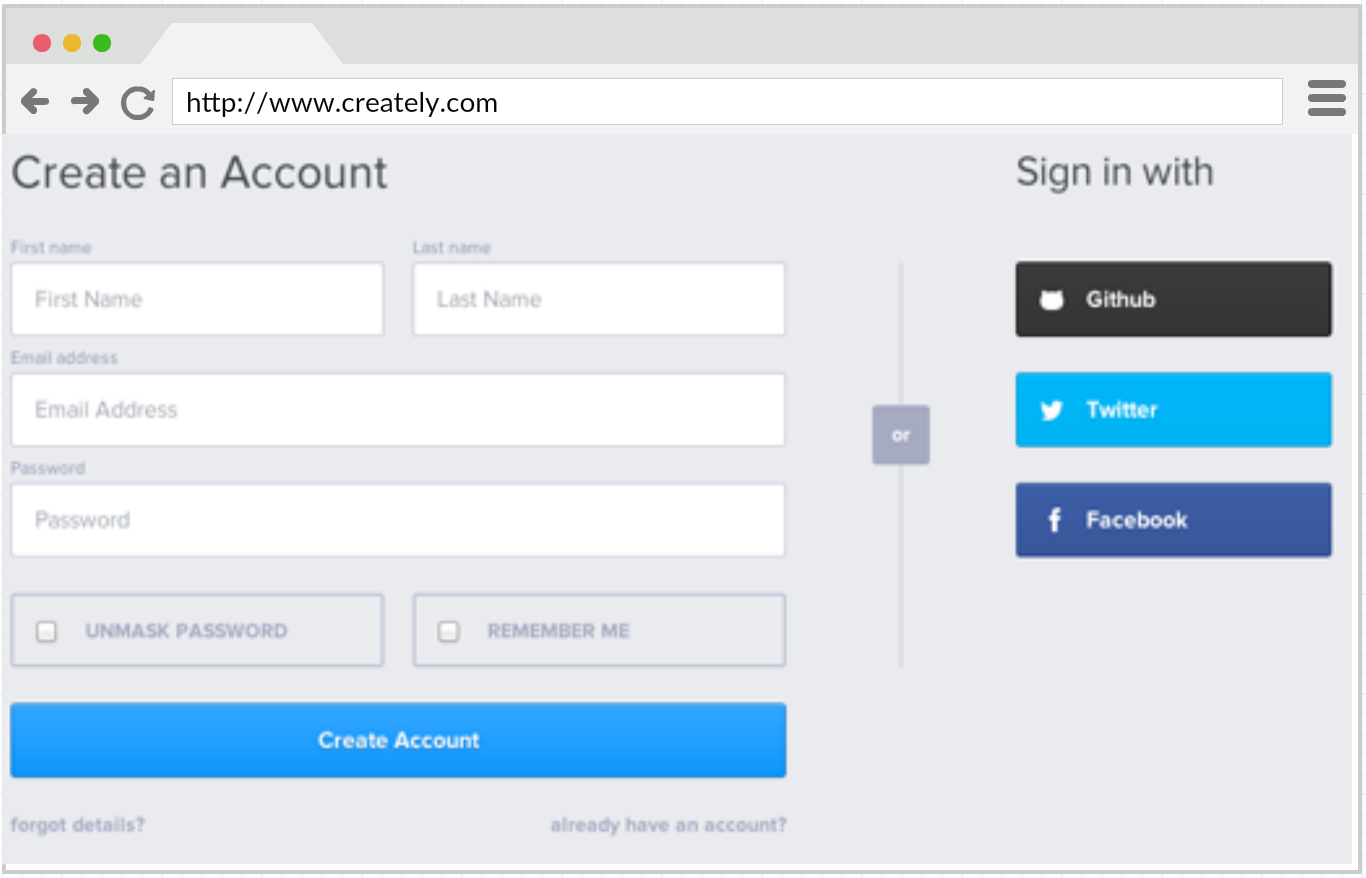 http://www.creately.com
Create an Account
Sign in with
First name
Last name
First Name
Last Name
Github
Email address
Email Address
Twitter
or
Password
Password
Facebook
UNMASK PASSWORD
REMEMBER ME
Create Account
forgot details?
already have an account?